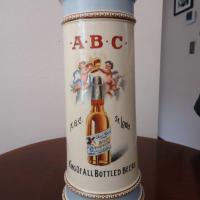 A.B.C
A.B.C. St Louis
King of All Bottled Beers